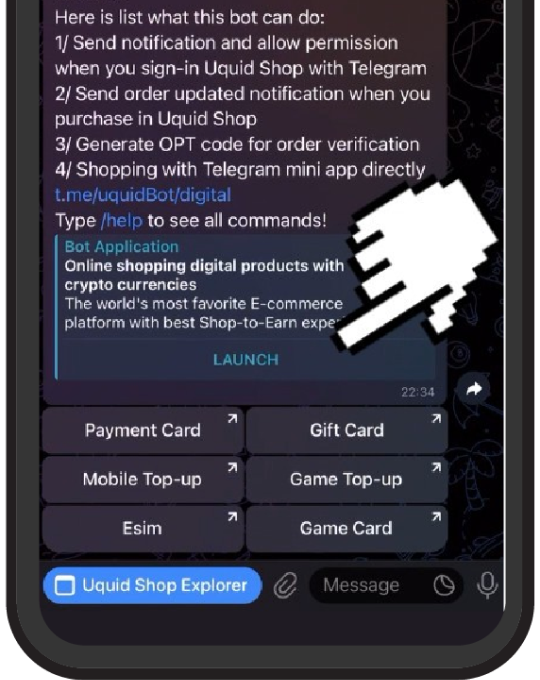 Here is list what this bot can do:
1/ Send notification and allow permission
when you sign-in Uquid Shop with Telegram
2/ Send order updated notification when you
purchase in Uquid Shop
3/ Generate OPT code for order verification
4/ Shopping with Telegram mini app directly
t.me/uquidBot/digital
Type /help to see all commands!
Bot Application
Online shopping digital products with
crypto currencies
The world's most favorite E-commerce
platform with best Shop-to-Earn
LAUNCH
22:34
Payment Card
Gift Card
Mobile Top-up
Game Top-up
Esim
Game Card
Uquid Shop Explorer
Message